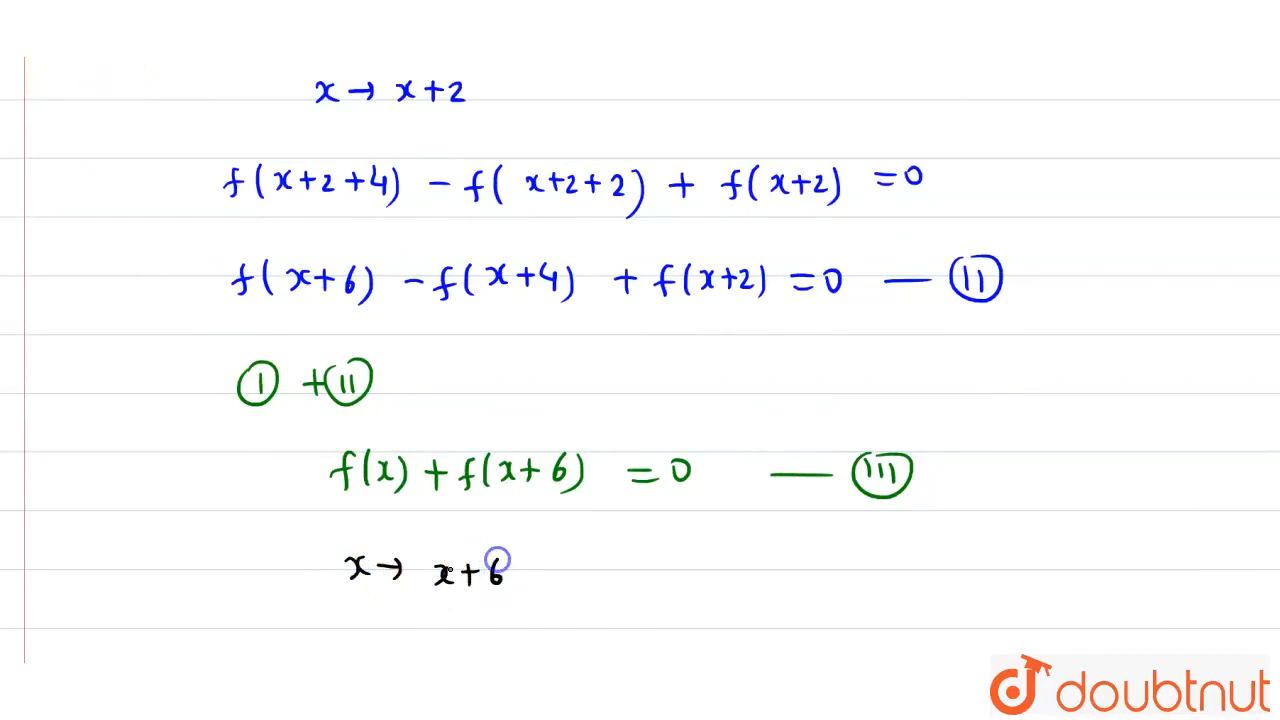 x → x+2
f(x+2+4) - f(x+2+2) + f(x+2) = 0
f(x+6) - f(x+4) + f(x+2) = 0 — (II)
(I) + (II)
f(x) + f(x+6) = 0 — (III)
x → x+6
doubtnut